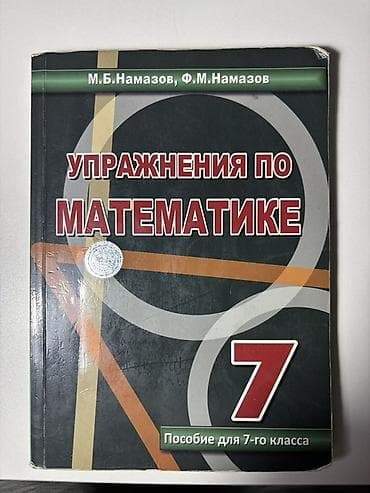 М.Б.Намазов, Ф.М.Намазов
УПРАЖНЕНИЯ ПО
МАТЕМАТИКЕ
7
Пособие для 7-го класса